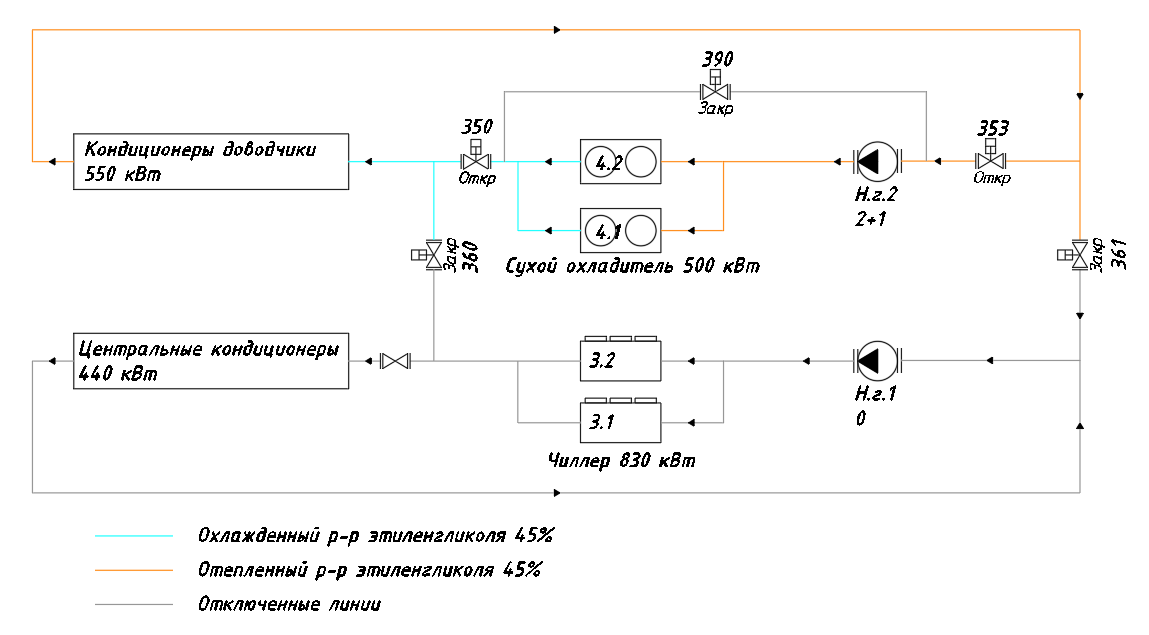 390
Закр
350
Откр
353
Откр
Кондиционеры доводчики
550 кВт
4.2
Н.г.2
2+1
4.1
Закр
360
Закр
361
Сухой охладитель 500 кВт
Центральные кондиционеры
440 кВт
3.2
Н.г.1
0
3.1
Чиллер 830 кВт
Охлажденный р-р этиленгликоля 45%
Отепленный р-р этиленгликоля 45%
Отключенные линии